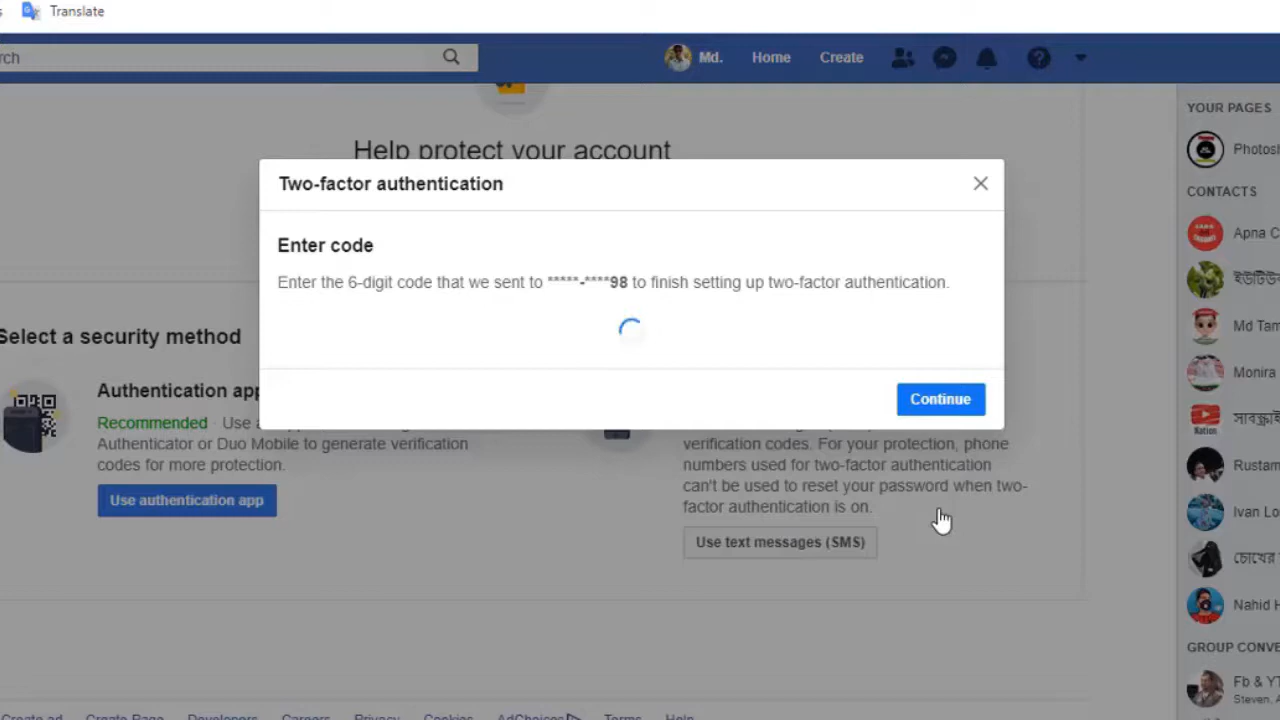 Translate
Md.
Home
Create
YOUR PAGES
Help protect your account
Two-factor authentication
CONTACTS
Enter code
Apna C
Enter the 6-digit code that we sent to *****-****98 to finish setting up two-factor authentication.
Select a security method
Md Tam
Monira
Authentication app
Continue
Recommended · Use a
Authenticator or Duo Mobile to generate verification
codes for more protection.
verification codes. For your protection, phone
numbers used for two-factor authentication
can't be used to reset your password when two-
factor authentication is on.
Nation
Rustam
Use authentication app
Ivan Lo
Use text messages (SMS)
চোখের
Nahid H
GROUP CONVE
Fb & YT
Steven, A
Create ad
Create Page
Developers
Careers
Privacy
Cookies
AdChoices
Terms
Help